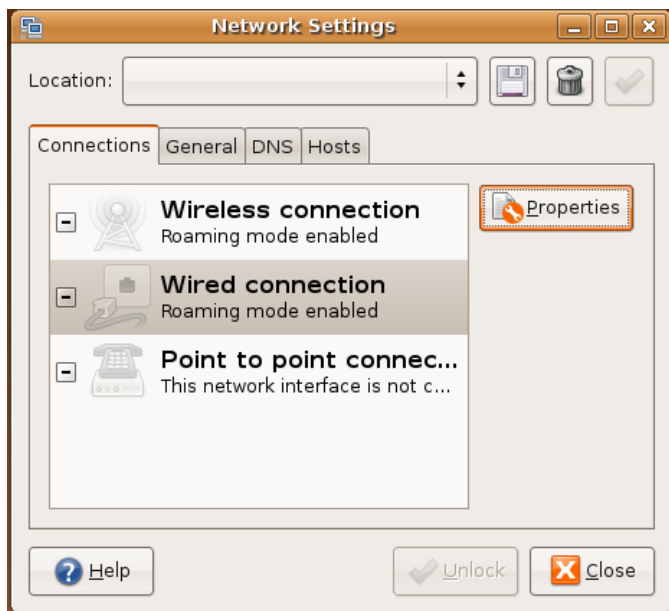 Network Settings
Location:
Connections General DNS Hosts
Wireless connection
Roaming mode enabled
Properties
Wired connection
Roaming mode enabled
Point to point connec...
This network interface is not c...
Help Unlock Close